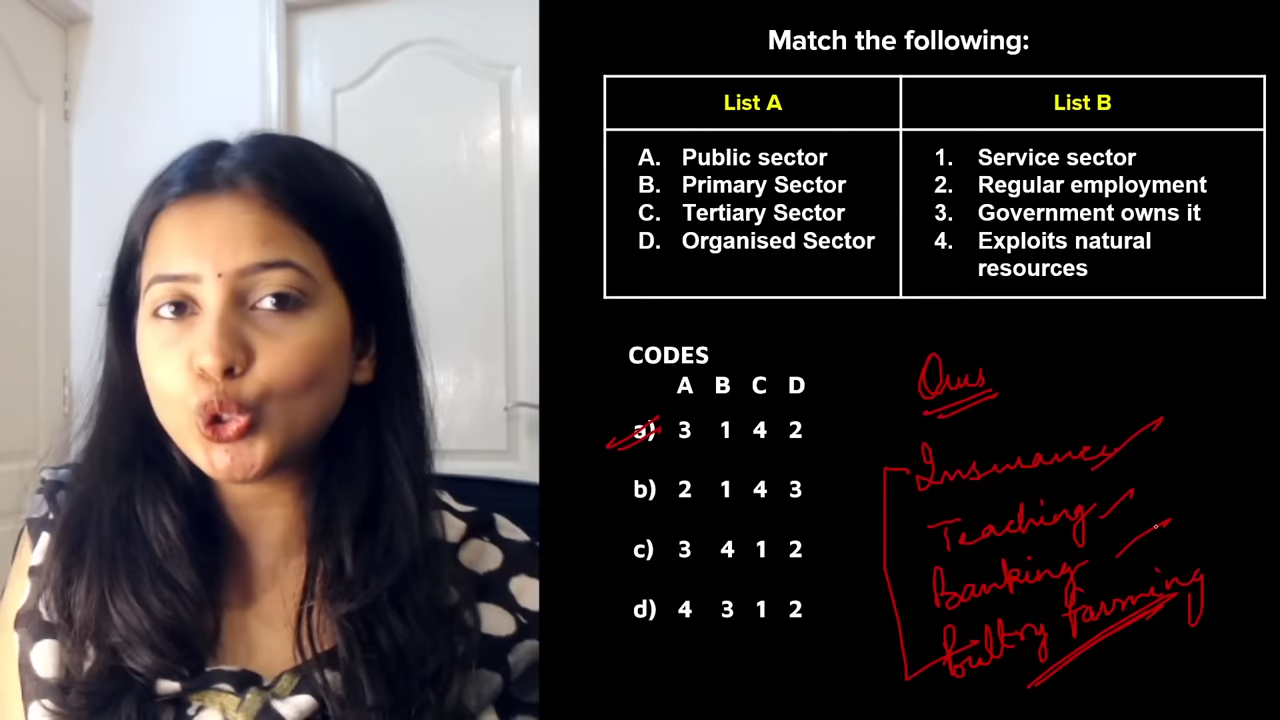 Match the following:
List A
List B
A. Public sector
B. Primary Sector
C. Tertiary Sector
D. Organised Sector
1. Service sector
2. Regular employment
3. Government owns it
4. Exploits natural
resources
CODES
A B C D
a) 3 1 4 2
b) 2 1 4 3
c) 3 4 1 2
d) 4 3 1 2
Ques
Insurance
Teaching
Banking
farming